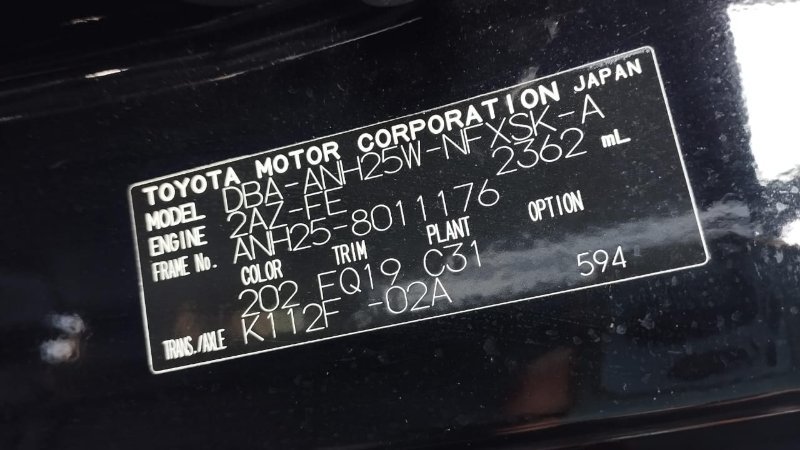 TOYOTA MOTOR CORPORATION JAPAN
MODEL DBA-ANH25W-NFXSK-A
ENGINE 2AZ-FE 2362 mL
FRAME No. ANH25-8011176
COLOR TRIM PLANT OPTION
202 FQ19 C31
TRANS./AXLE K112F -02A 594